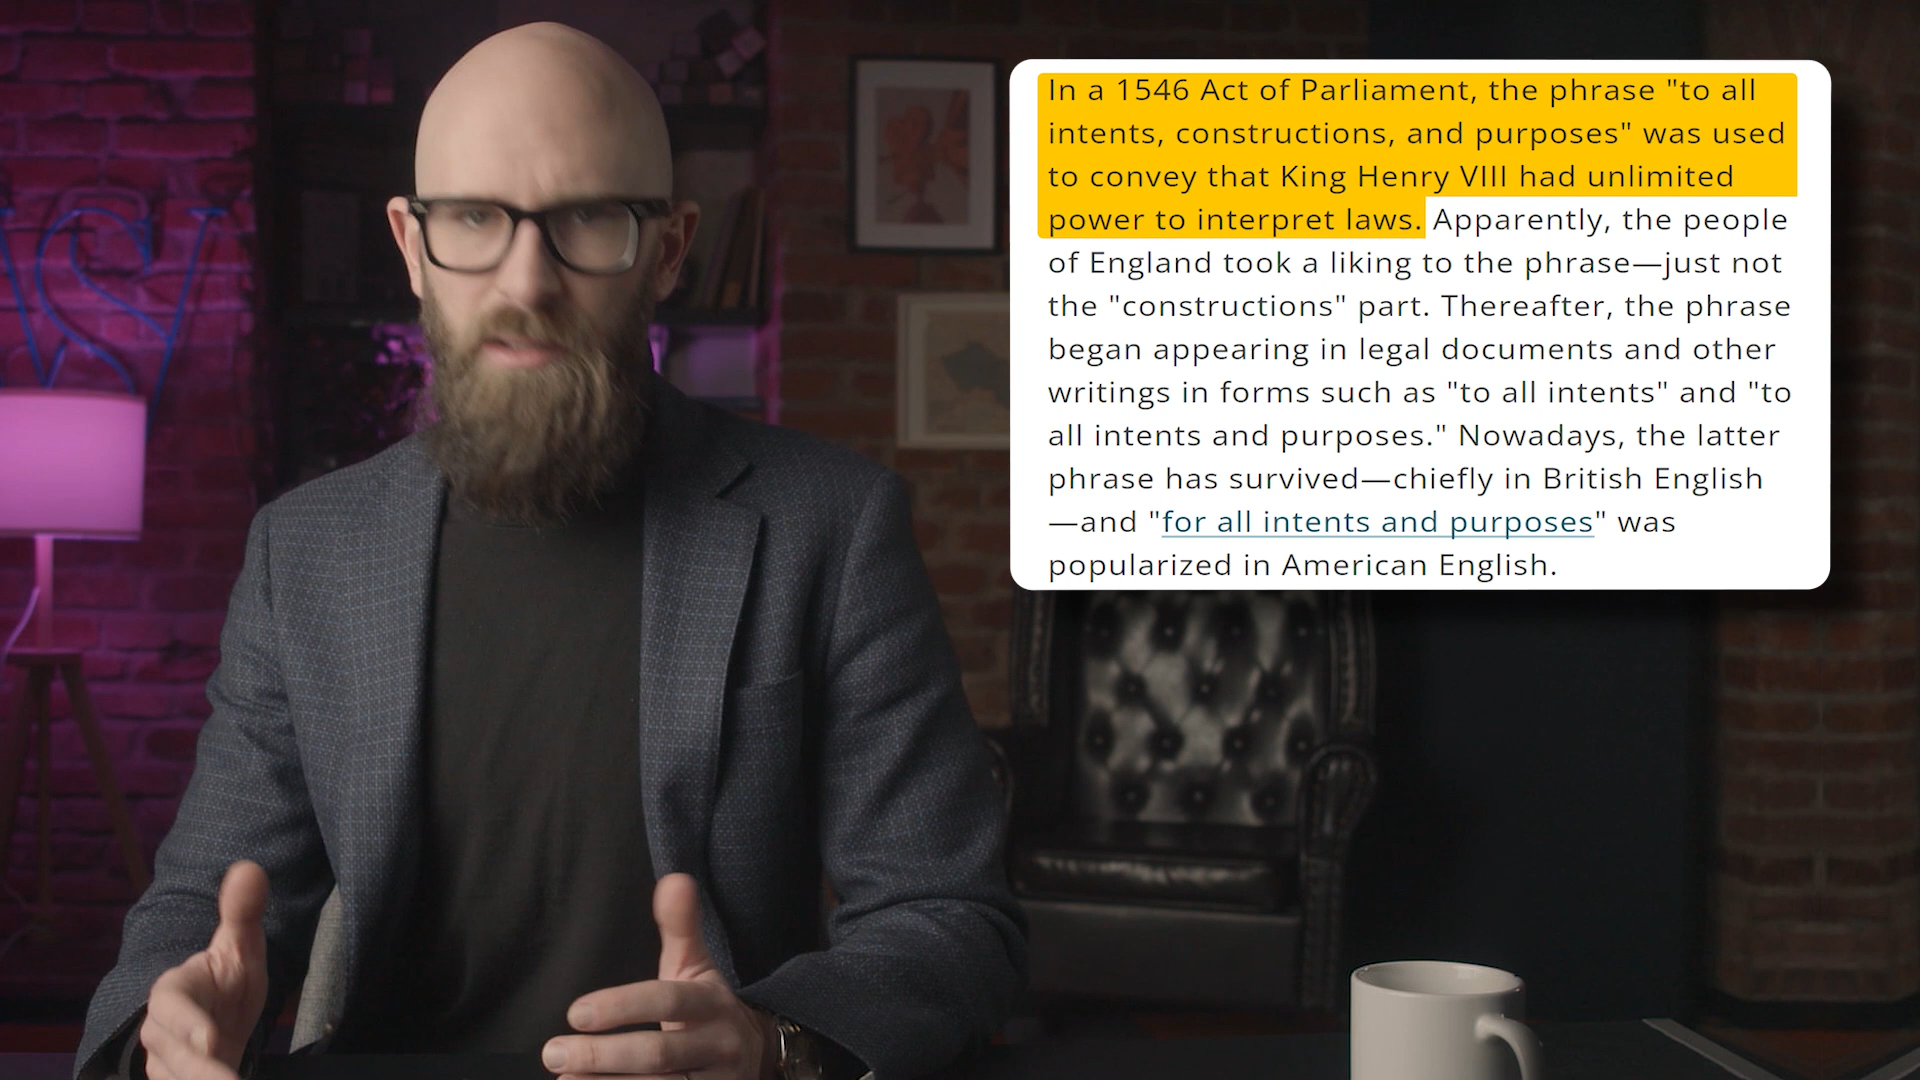 In a 1546 Act of Parliament, the phrase "to all
intents, constructions, and purposes" was used
to convey that King Henry VIII had unlimited
power to interpret laws. Apparently, the people
of England took a liking to the phrase—just not
the "constructions" part. Thereafter, the phrase
began appearing in legal documents and other
writings in forms such as "to all intents" and "to
all intents and purposes." Nowadays, the latter
phrase has survived—chiefly in British English
—and "for all intents and purposes" was
popularized in American English.